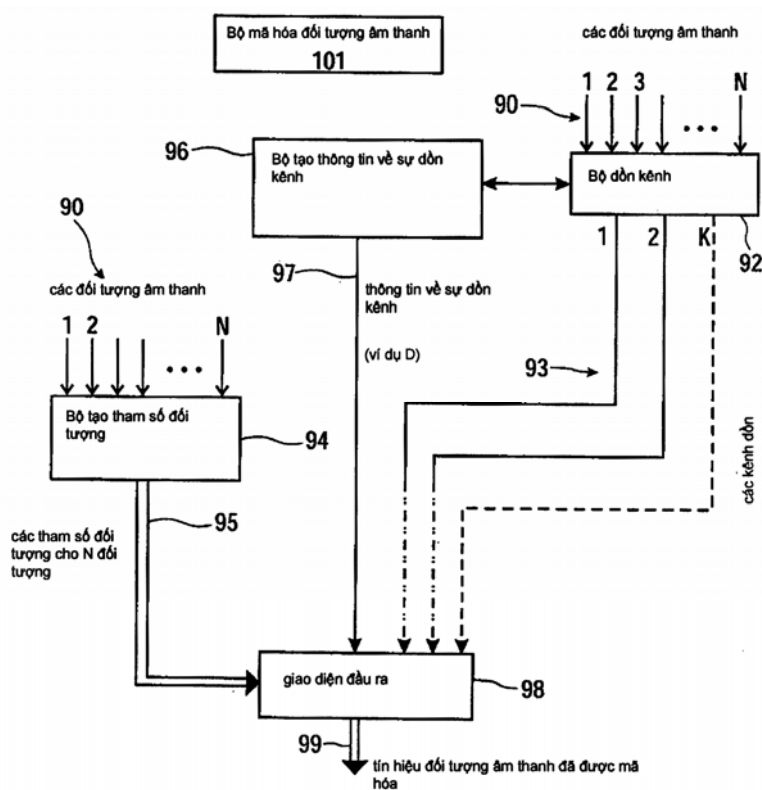 Bộ mã hóa đối tượng âm thanh
101
các đối tượng âm thanh
90
1 2 3 ... N
96
Bộ tạo thông tin về sự dồn
kênh
Bộ dồn kênh
1 2 K
92
90
97
các đối tượng âm thanh
thông tin về sự dồn
kênh
1 2 ... N
(ví dụ D)
93
Bộ tạo tham số đối
tượng
94
các kênh dồn
95
các tham số đối
tượng cho N đối
tượng
giao diện đầu ra
98
99
tín hiệu đối tượng âm thanh đã được mã
hóa